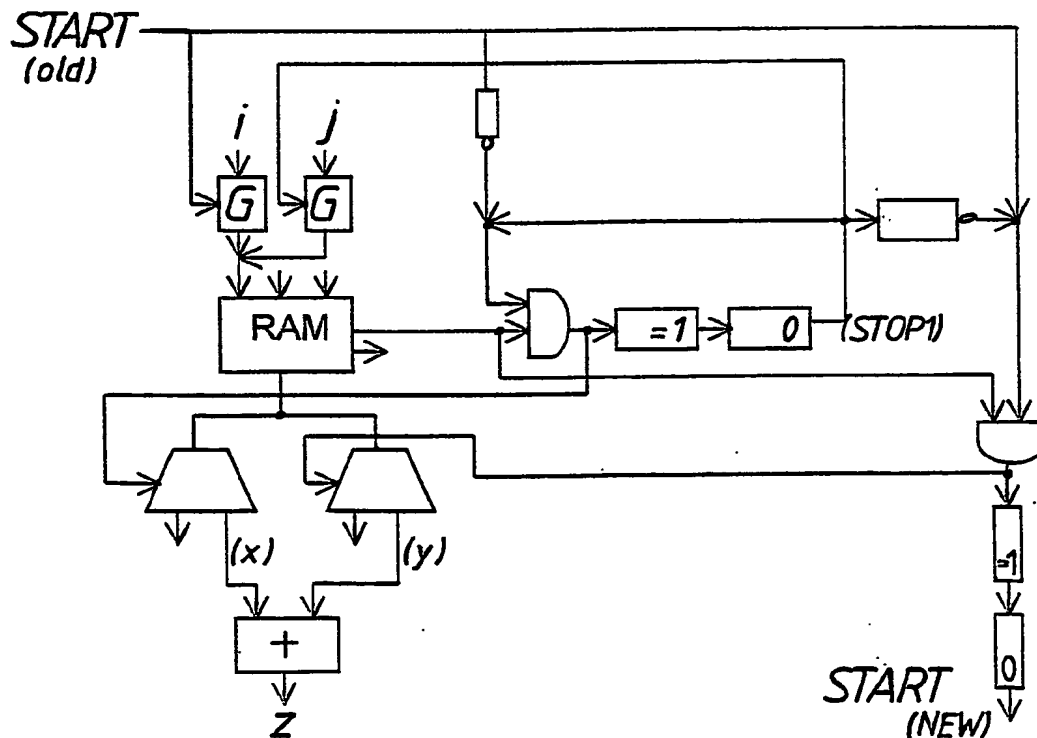 START
(old)
i j
G G
RAM
=1 0 (STOP1)
(x) (y)
=1
+
0
START
(NEW)
z